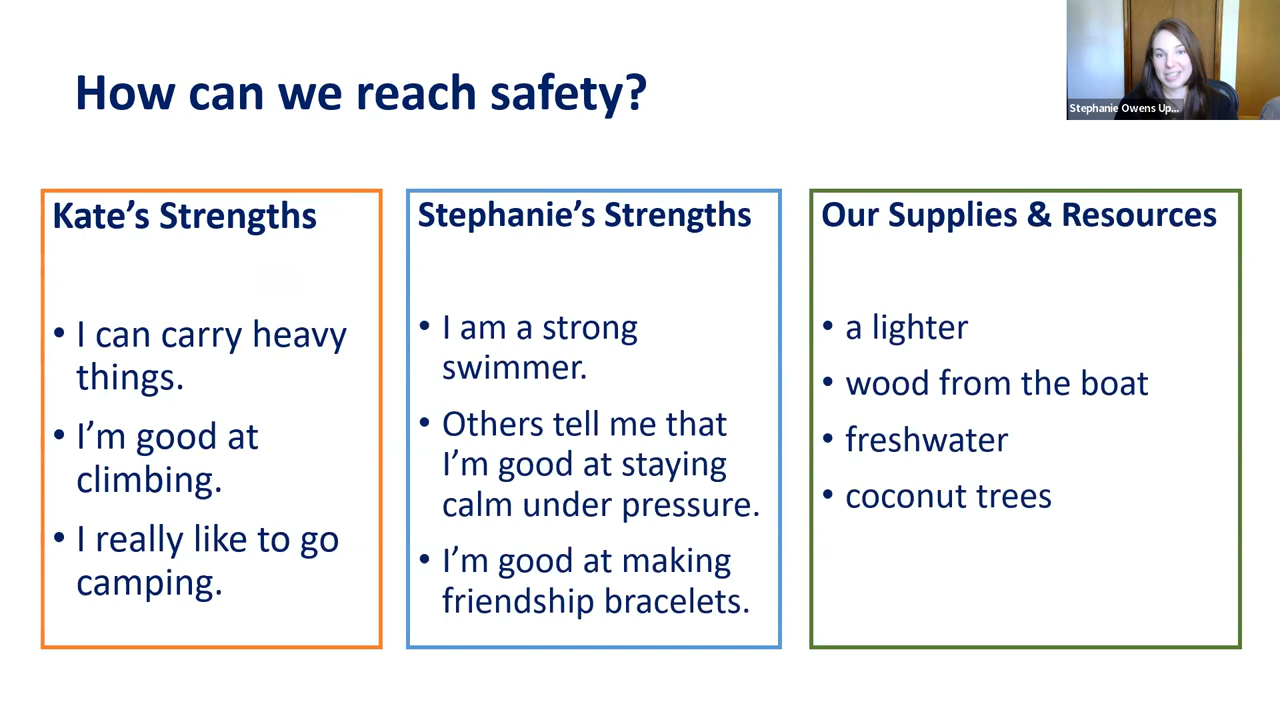 How can we reach safety?
Stephanie Owens Up...
Kate’s Strengths
• I can carry heavy
things.
• I’m good at
climbing.
• I really like to go
camping.
Stephanie’s Strengths
• I am a strong
swimmer.
• Others tell me that
I’m good at staying
calm under pressure.
• I’m good at making
friendship bracelets.
Our Supplies & Resources
• a lighter
• wood from the boat
• freshwater
• coconut trees